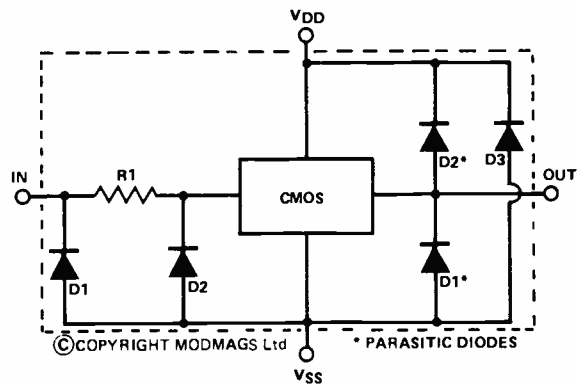 VDD
IN
R1
D2*
D3
CMOS
OUT
D1
D2
D1*
©COPYRIGHT MODMAGS Ltd
* PARASITIC DIODES
VSS